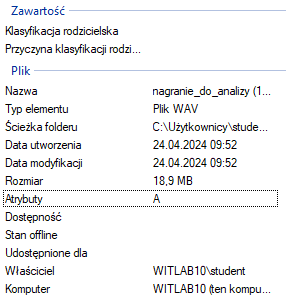 Zawartość
Klasyfikacja rodzicielska
Przyczyna klasyfikacji rodzi...
Plik
Nazwa nagranie_do_analizy (1...
Typ elementu Plik WAV
Ścieżka folderu C:\Użytkownicy\stude...
Data utworzenia 24.04.2024 09:52
Data modyfikacji 24.04.2024 09:52
Rozmiar 18,9 MB
Atrybuty A
Dostępność
Stan offline
Udostępnione dla
Właściciel WITLAB10\student
Komputer WITLAB10 (ten kompu...